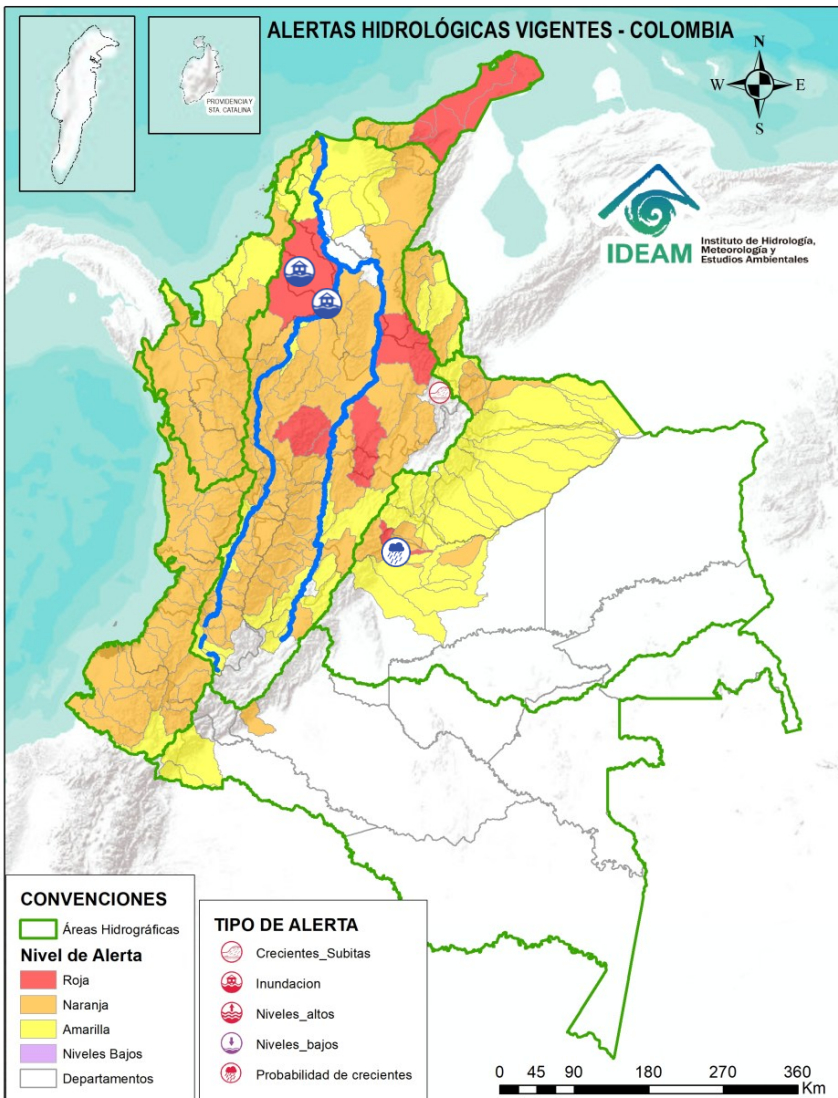 ALERTAS HIDROLÓGICAS VIGENTES - COLOMBIA
PROVIDENCIA Y
STA. CATALINA
N
W
E
S
IDEAM
Instituto de Hidrología,
Meteorología y
Estudios Ambientales
CONVENCIONES
Áreas Hidrográficas
Nivel de Alerta
Roja
Naranja
Amarilla
Niveles Bajos
Departamentos
TIPO DE ALERTA
Crecientes_Subitas
Inundacion
Niveles_altos
Niveles_bajos
Probabilidad de crecientes
0 45 90 180 270 360
Km